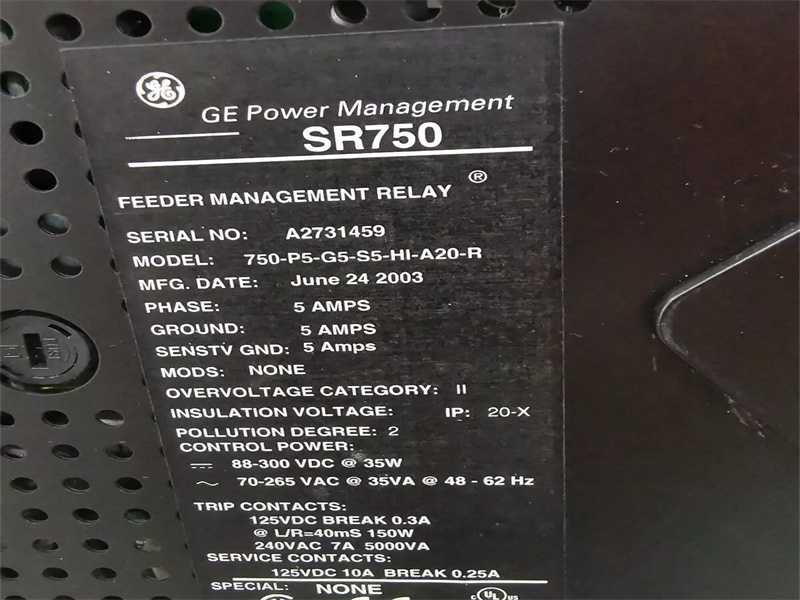 GE
GE Power Management
SR750
FEEDER MANAGEMENT RELAY ®
SERIAL NO: A2731459
MODEL: 750-P5-G5-S5-HI-A20-R
MFG. DATE: June 24 2003
PHASE: 5 AMPS
GROUND: 5 AMPS
SENSTV GND: 5 Amps
MODS: NONE
OVERVOLTAGE CATEGORY: II
INSULATION VOLTAGE: IP: 20-X
POLLUTION DEGREE: 2
CONTROL POWER:
88-300 VDC @ 35W
~ 70-265 VAC @ 35VA @ 48 - 62 Hz
TRIP CONTACTS:
125VDC BREAK 0.3A
@ L/R=40mS 150W
240VAC 7A 5000VA
SERVICE CONTACTS:
125VDC 10A BREAK 0.25A
SPECIAL: NONE
c UL us